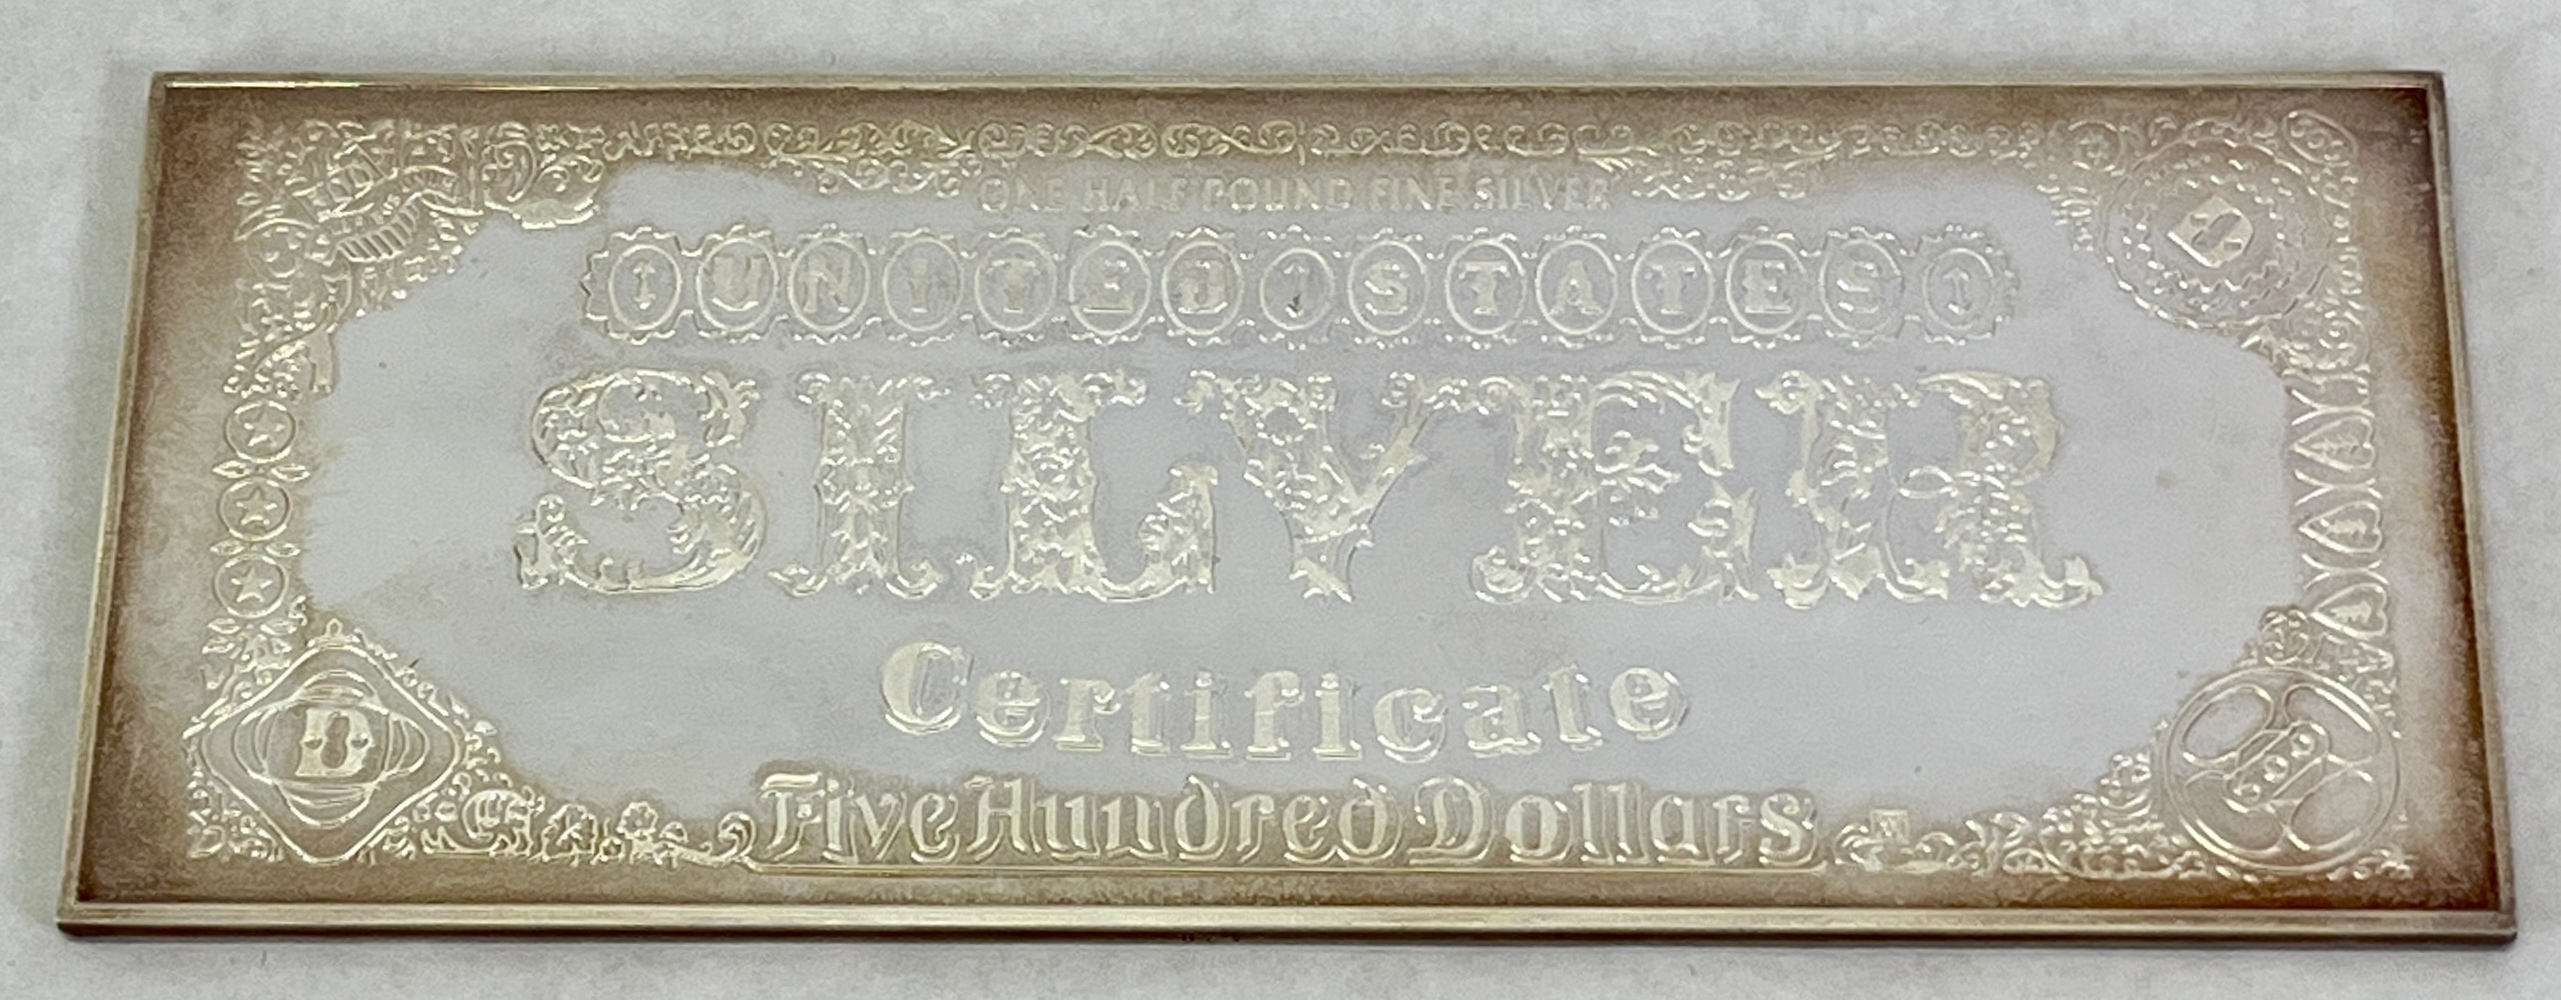 ONE HALF POUND FINE SILVER
UNITED STATES
SILVER
Certificate
Five Hundred Dollars
D
D
D